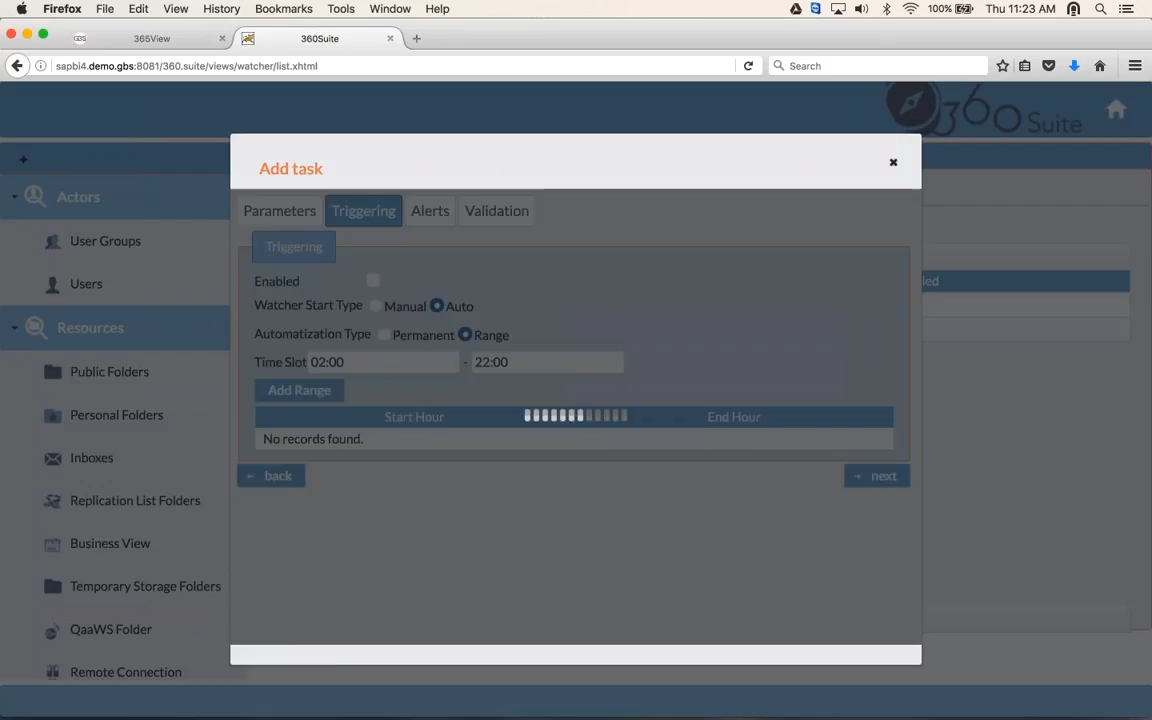 Firefox File Edit View History Bookmarks Tools Window Help 100% Thu 11:23 AM
365View 360Suite
sapbi4.demo.gbs:8081/360.suite/views/watcher/list.xhtml Search
360 Suite
Add task
Actors
Parameters Triggering Alerts Validation
User Groups
Triggering
Enabled
Users
Watcher Start Type Manual Auto
Resources
Automatization Type Permanent Range
Time Slot 02:00 - 22:00
Public Folders
Add Range
Personal Folders
Start Hour End Hour
No records found.
Inboxes
back next
Replication List Folders
Business View
Temporary Storage Folders
QaaWS Folder
Remote Connection